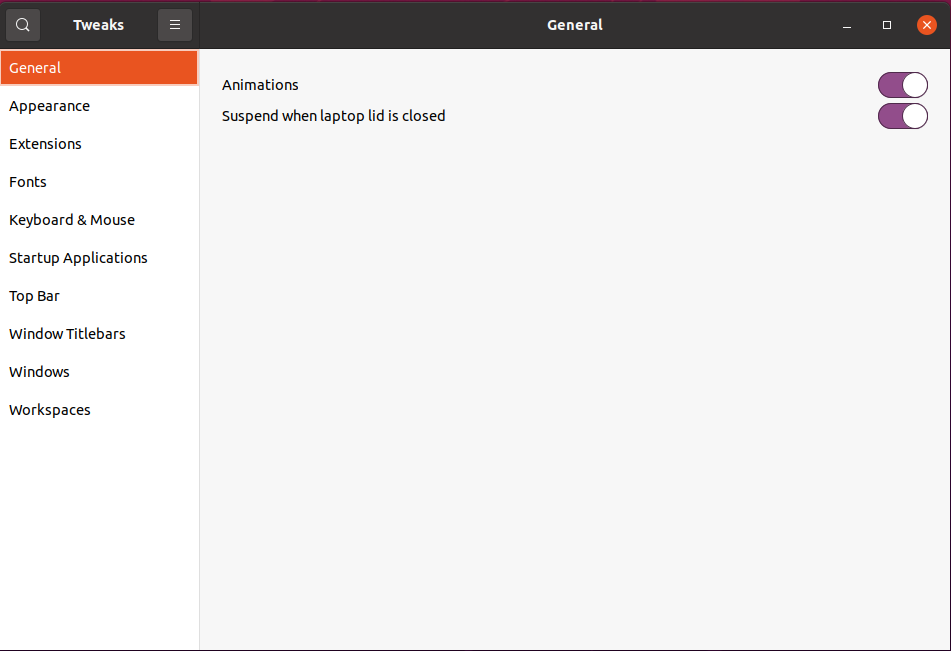 Tweaks
General
General
Appearance
Extensions
Fonts
Keyboard & Mouse
Startup Applications
Top Bar
Window Titlebars
Windows
Workspaces
Animations
Suspend when laptop lid is closed